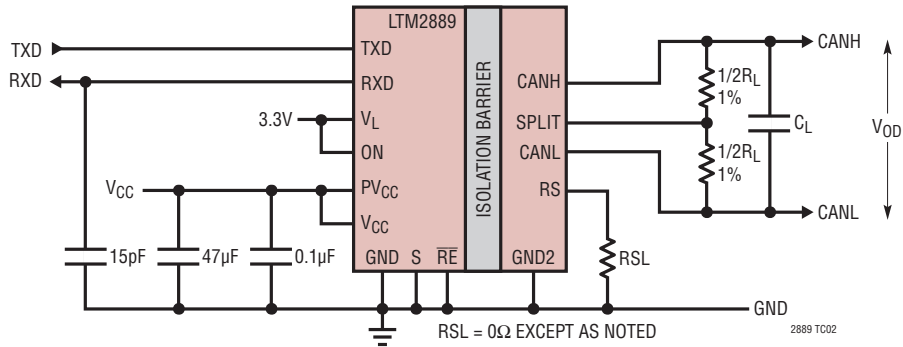 LTM2889
TXD
TXD
RXD
RXD
3.3V
VL
ON
VCC
PVCC
VCC
15pF
47µF
0.1µF
GND S RE
ISOLATION BARRIER
CANH
SPLIT
CANL
RS
GND2
RSL
1/2RL
1%
1/2RL
1%
CL
CANH
VOD
CANL
GND
RSL = 0Ω EXCEPT AS NOTED
2889 TC02